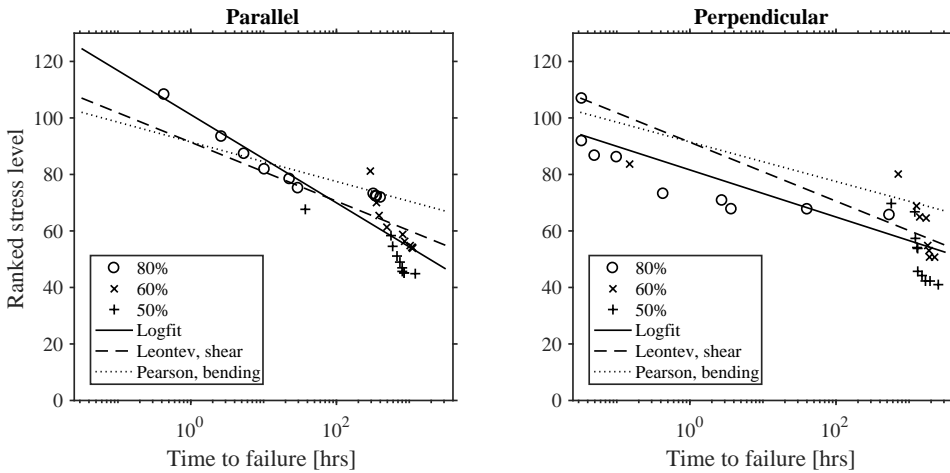 Parallel
Perpendicular
Ranked stress level
120
100
80
60
40
20
0
80%
60%
50%
Logfit
Leontev, shear
Pearson, bending
10^0
10^2
Time to failure [hrs]
120
100
80
60
40
20
0
80%
60%
50%
Logfit
Leontev, shear
Pearson, bending
10^0
10^2
Time to failure [hrs]